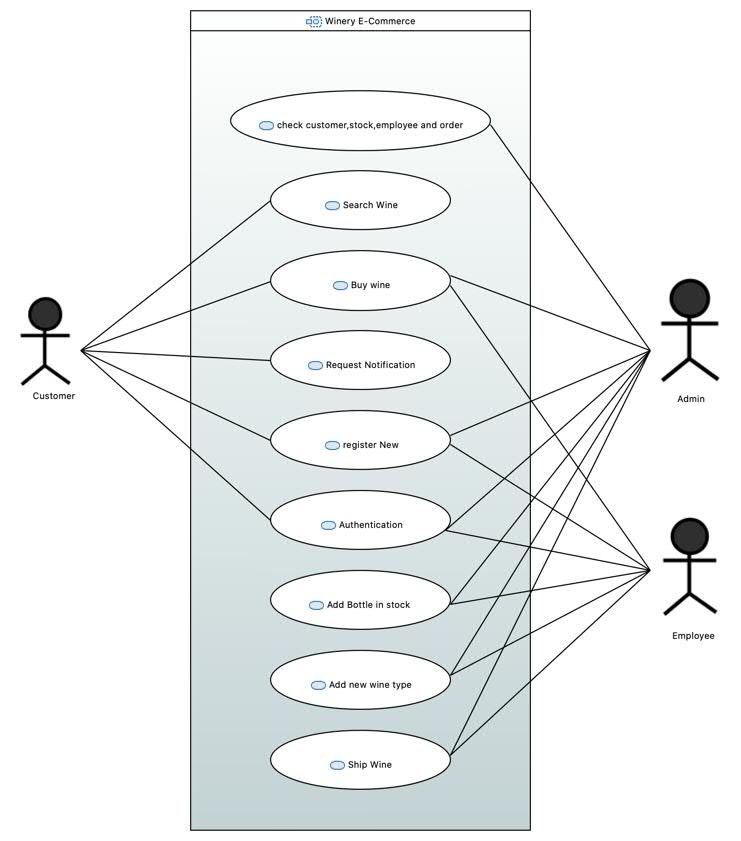 Winery E-Commerce
check customer,stock,employee and order
Search Wine
Buy wine
Request Notification
Customer
Admin
register New
Authentication
Add Bottle in stock
Employee
Add new wine type
Ship Wine